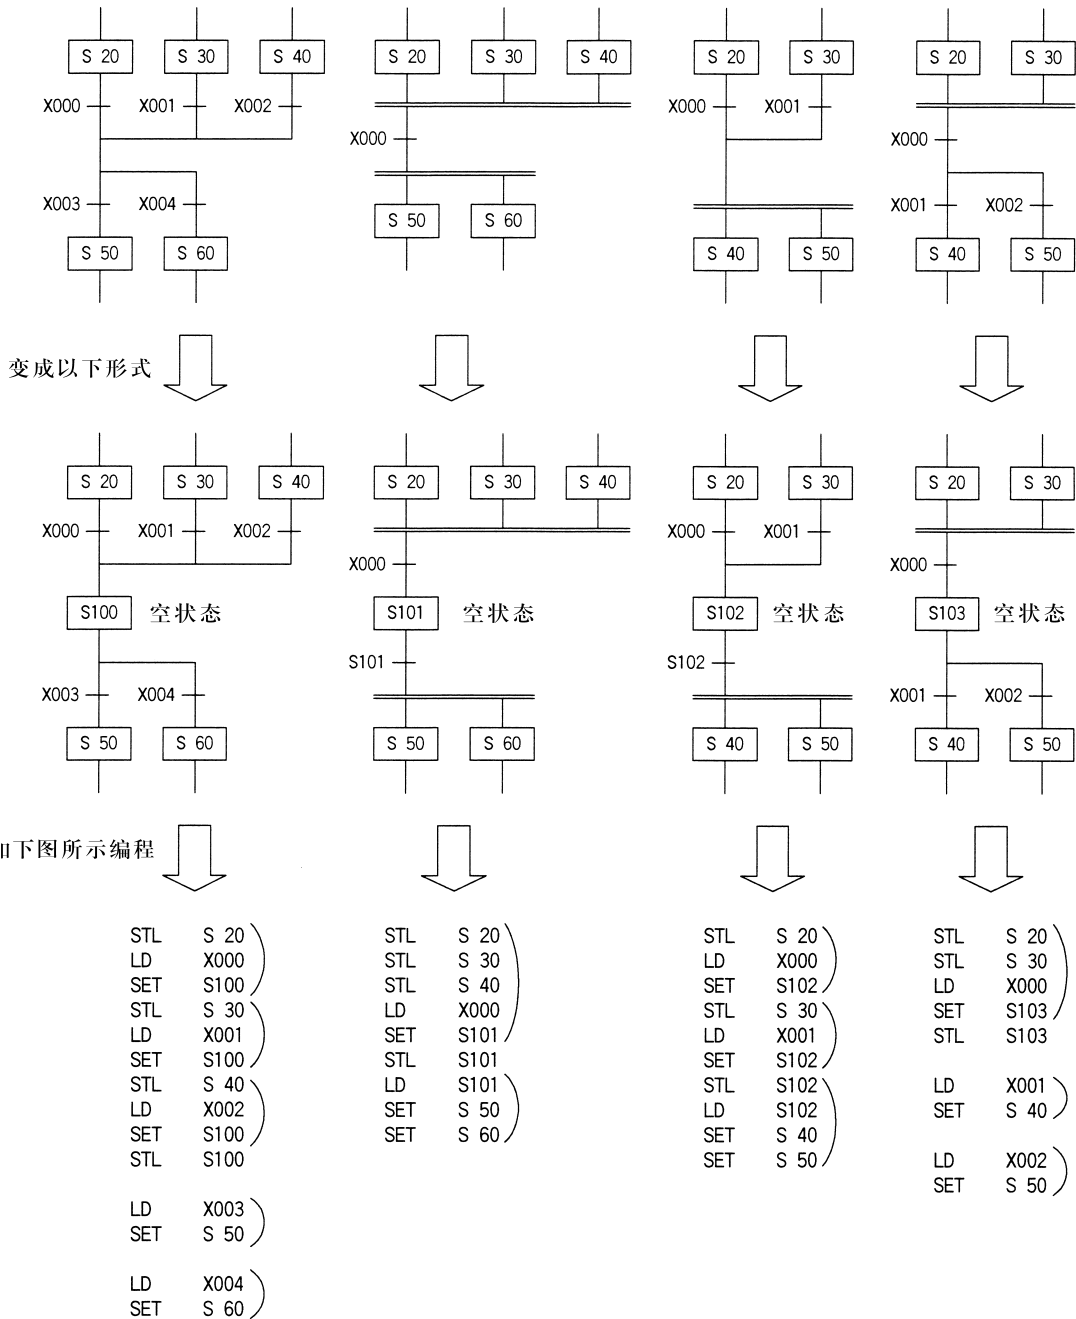 S 20 S 30 S 40 S 20 S 30 S 40 S 20 S 30 S 20 S 30
X000 X001 X002 X000 X001
X000 X000
X003 X004 X001 X002
S 50 S 60
S 50 S 60 S 40 S 50 S 40 S 50
变成以下形式
S 20 S 30 S 40 S 20 S 30 S 40 S 20 S 30 S 20 S 30
X000 X001 X002 X000 X001
X000 X000
S100 空状态 S101 空状态 S102 空状态 S103 空状态
S101 S102
X003 X004 X001 X002
S 50 S 60 S 50 S 60 S 40 S 50 S 40 S 50
下图所示编程
STL S 20
LD X000
SET S100
STL S 30
LD X001
SET S100
STL S 40
LD X002
SET S100
STL S100
LD X003
SET S 50
LD X004
SET S 60
STL S 20
STL S 30
STL S 40
LD X000
SET S101
STL S101
LD S101
SET S 50
SET S 60
STL S 20
LD X000
SET S102
STL S 30
LD X001
SET S102
STL S102
LD S102
SET S 40
SET S 50
STL S 20
STL S 30
LD X000
SET S103
STL S103
LD X001
SET S 40
LD X002
SET S 50